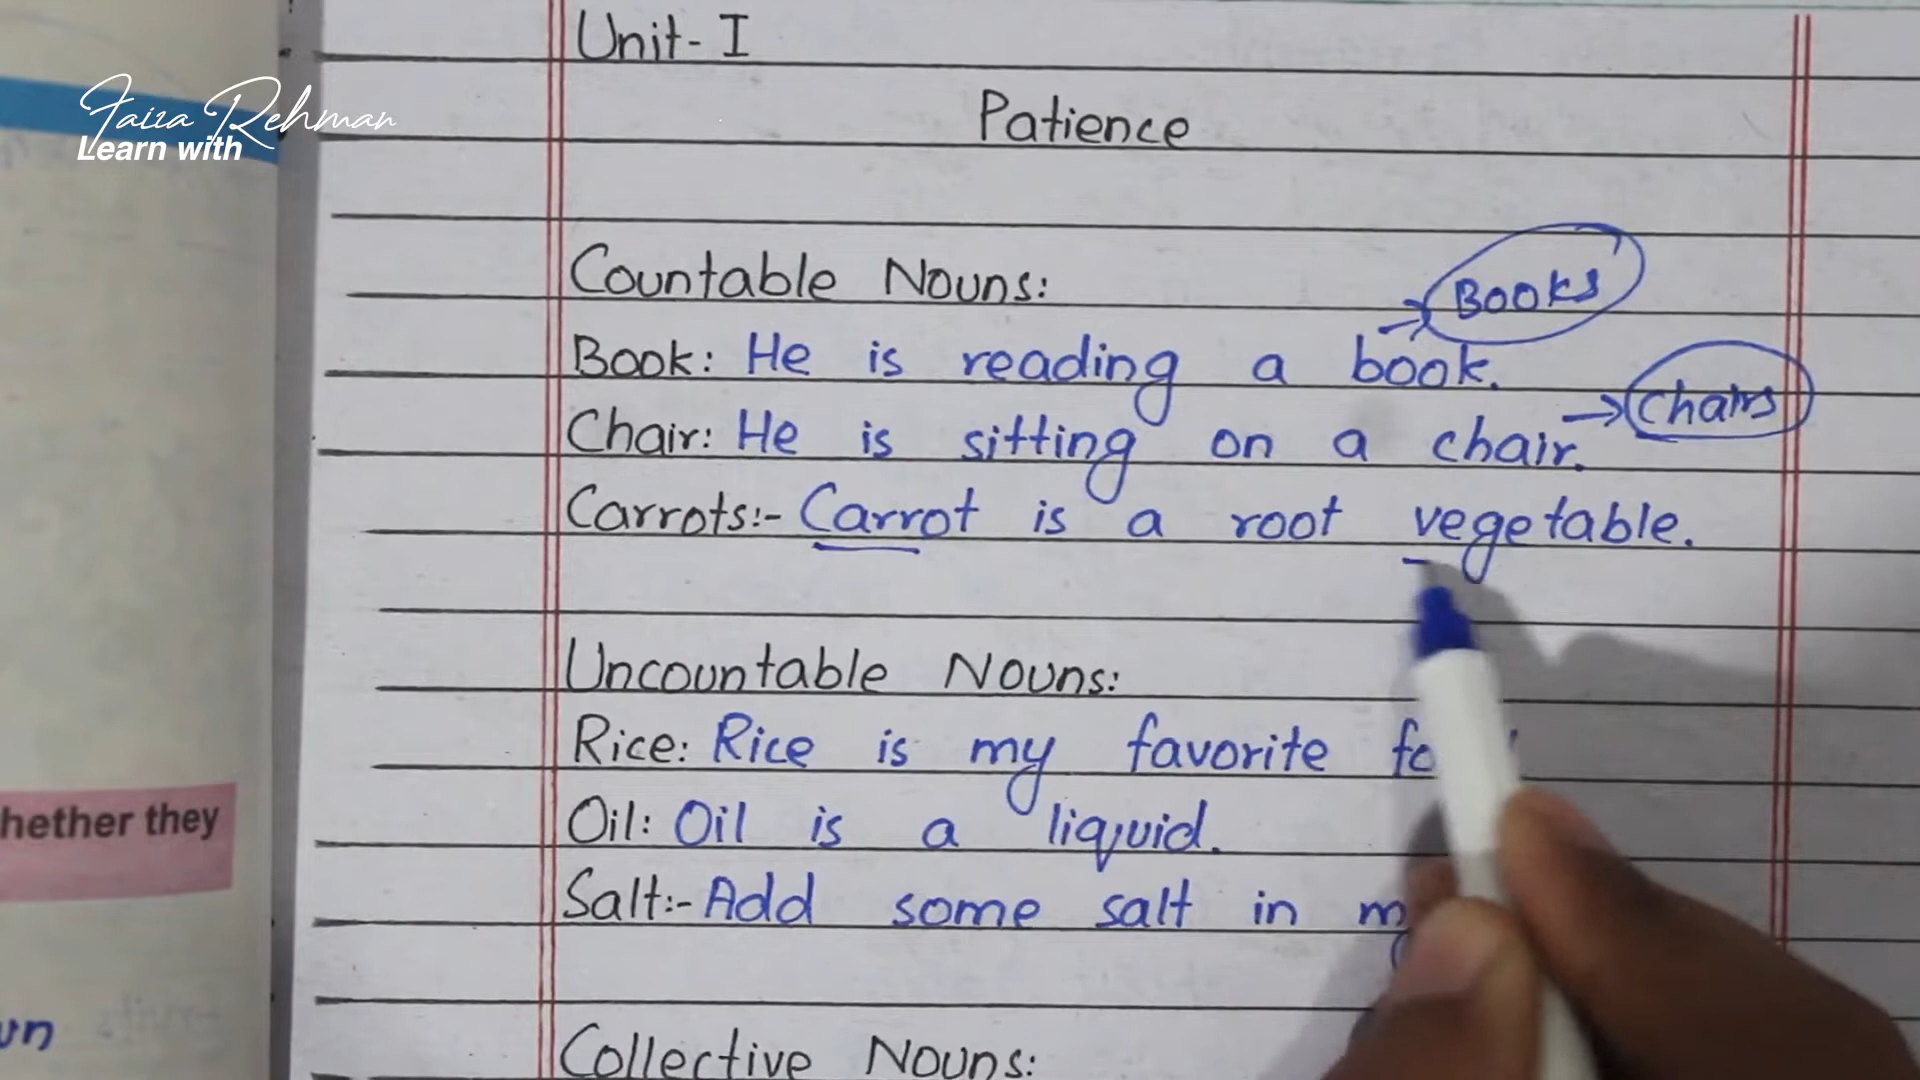 Unit-I
Faiza Rehman
Learn with
Patience
Countable Nouns:
Books
Book: He is reading a book.
Chairs
Chair: He is sitting on a chair.
Carrots:- Carrot is a root vegetable.
Uncountable Nouns:
Rice: Rice is my favorite
hether they
Oil: Oil is a liquid.
Salt:- Add some salt in
Collective Nouns: